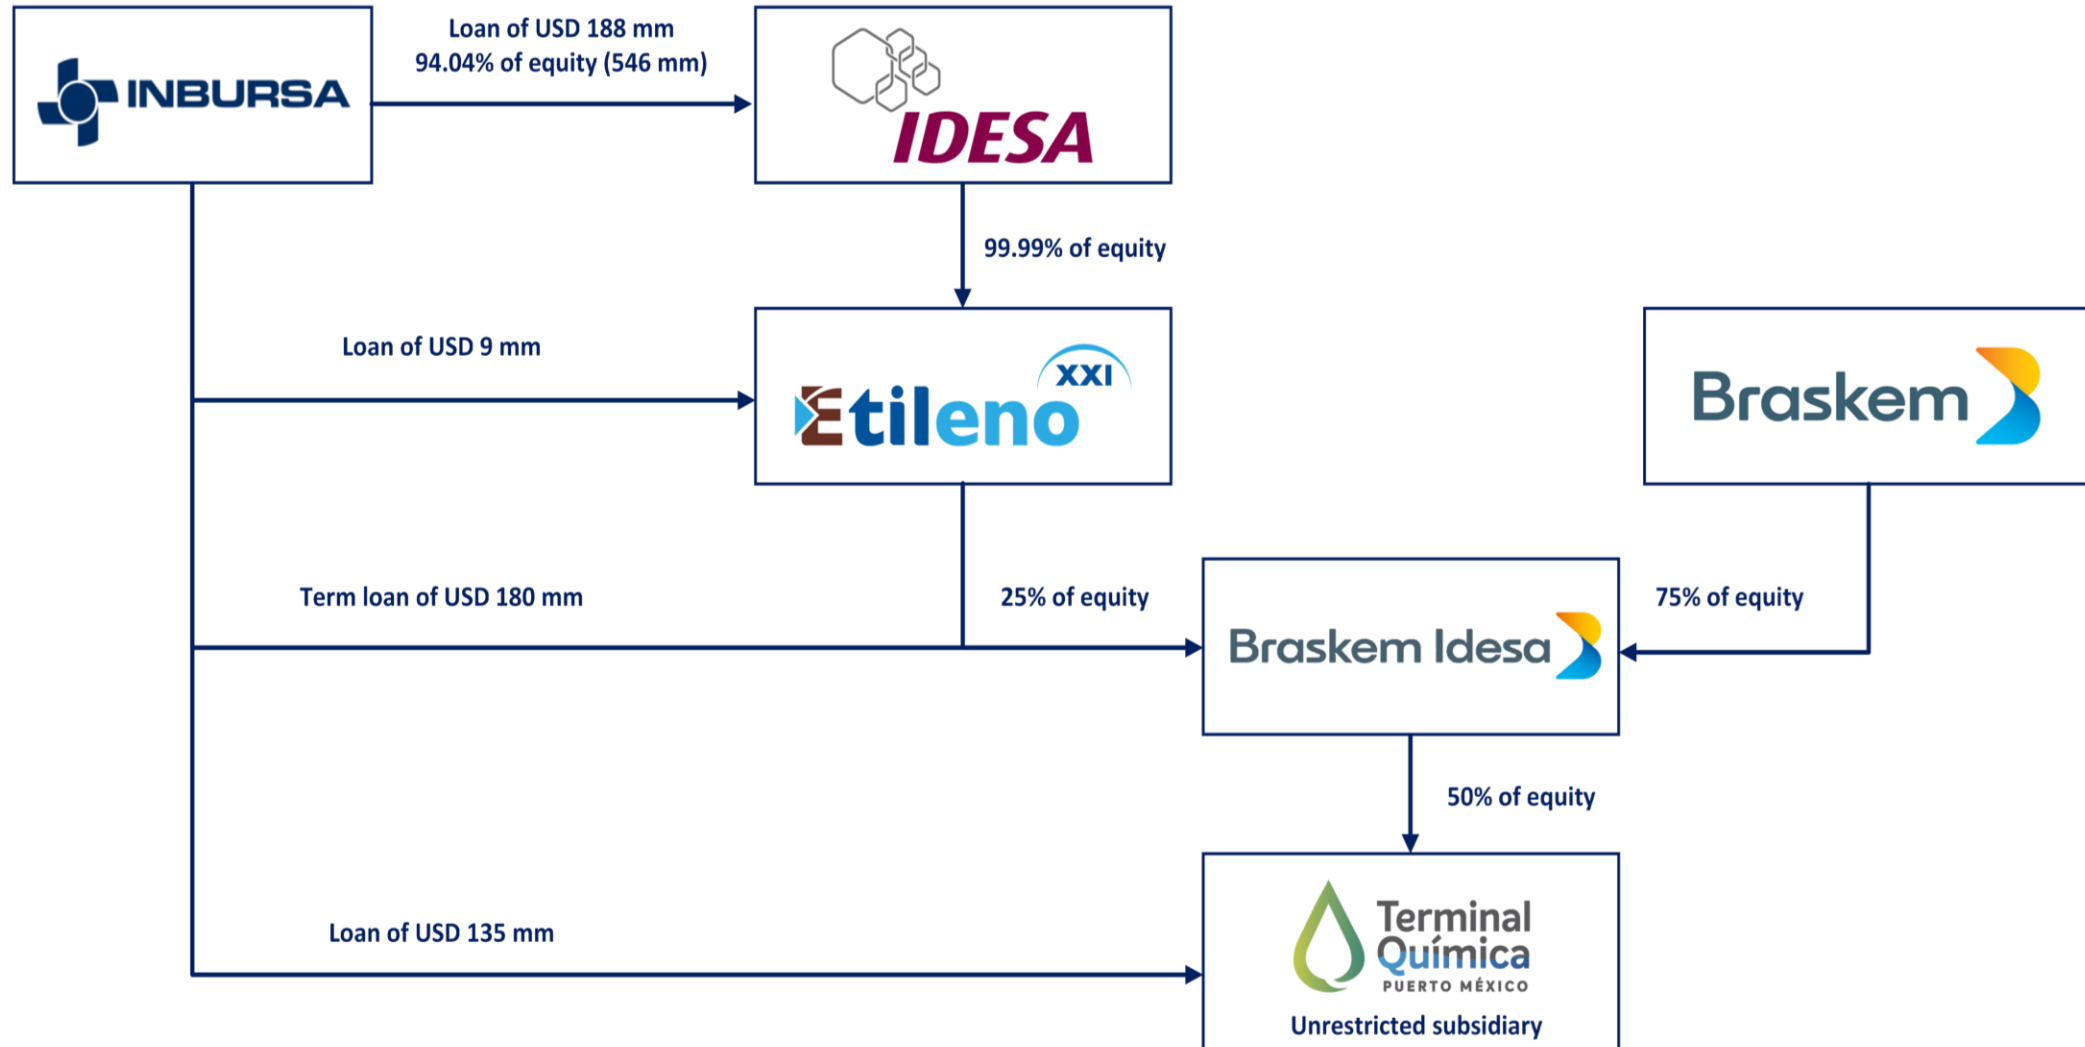 Loan of USD 188 mm
94.04% of equity (546 mm)
INBURSA
IDESA
99.99% of equity
Loan of USD 9 mm
Etileno XXI
Braskem
Term loan of USD 180 mm
25% of equity
75% of equity
Braskem Idesa
50% of equity
Loan of USD 135 mm
Terminal
Química
PUERTO MÉXICO
Unrestricted subsidiary